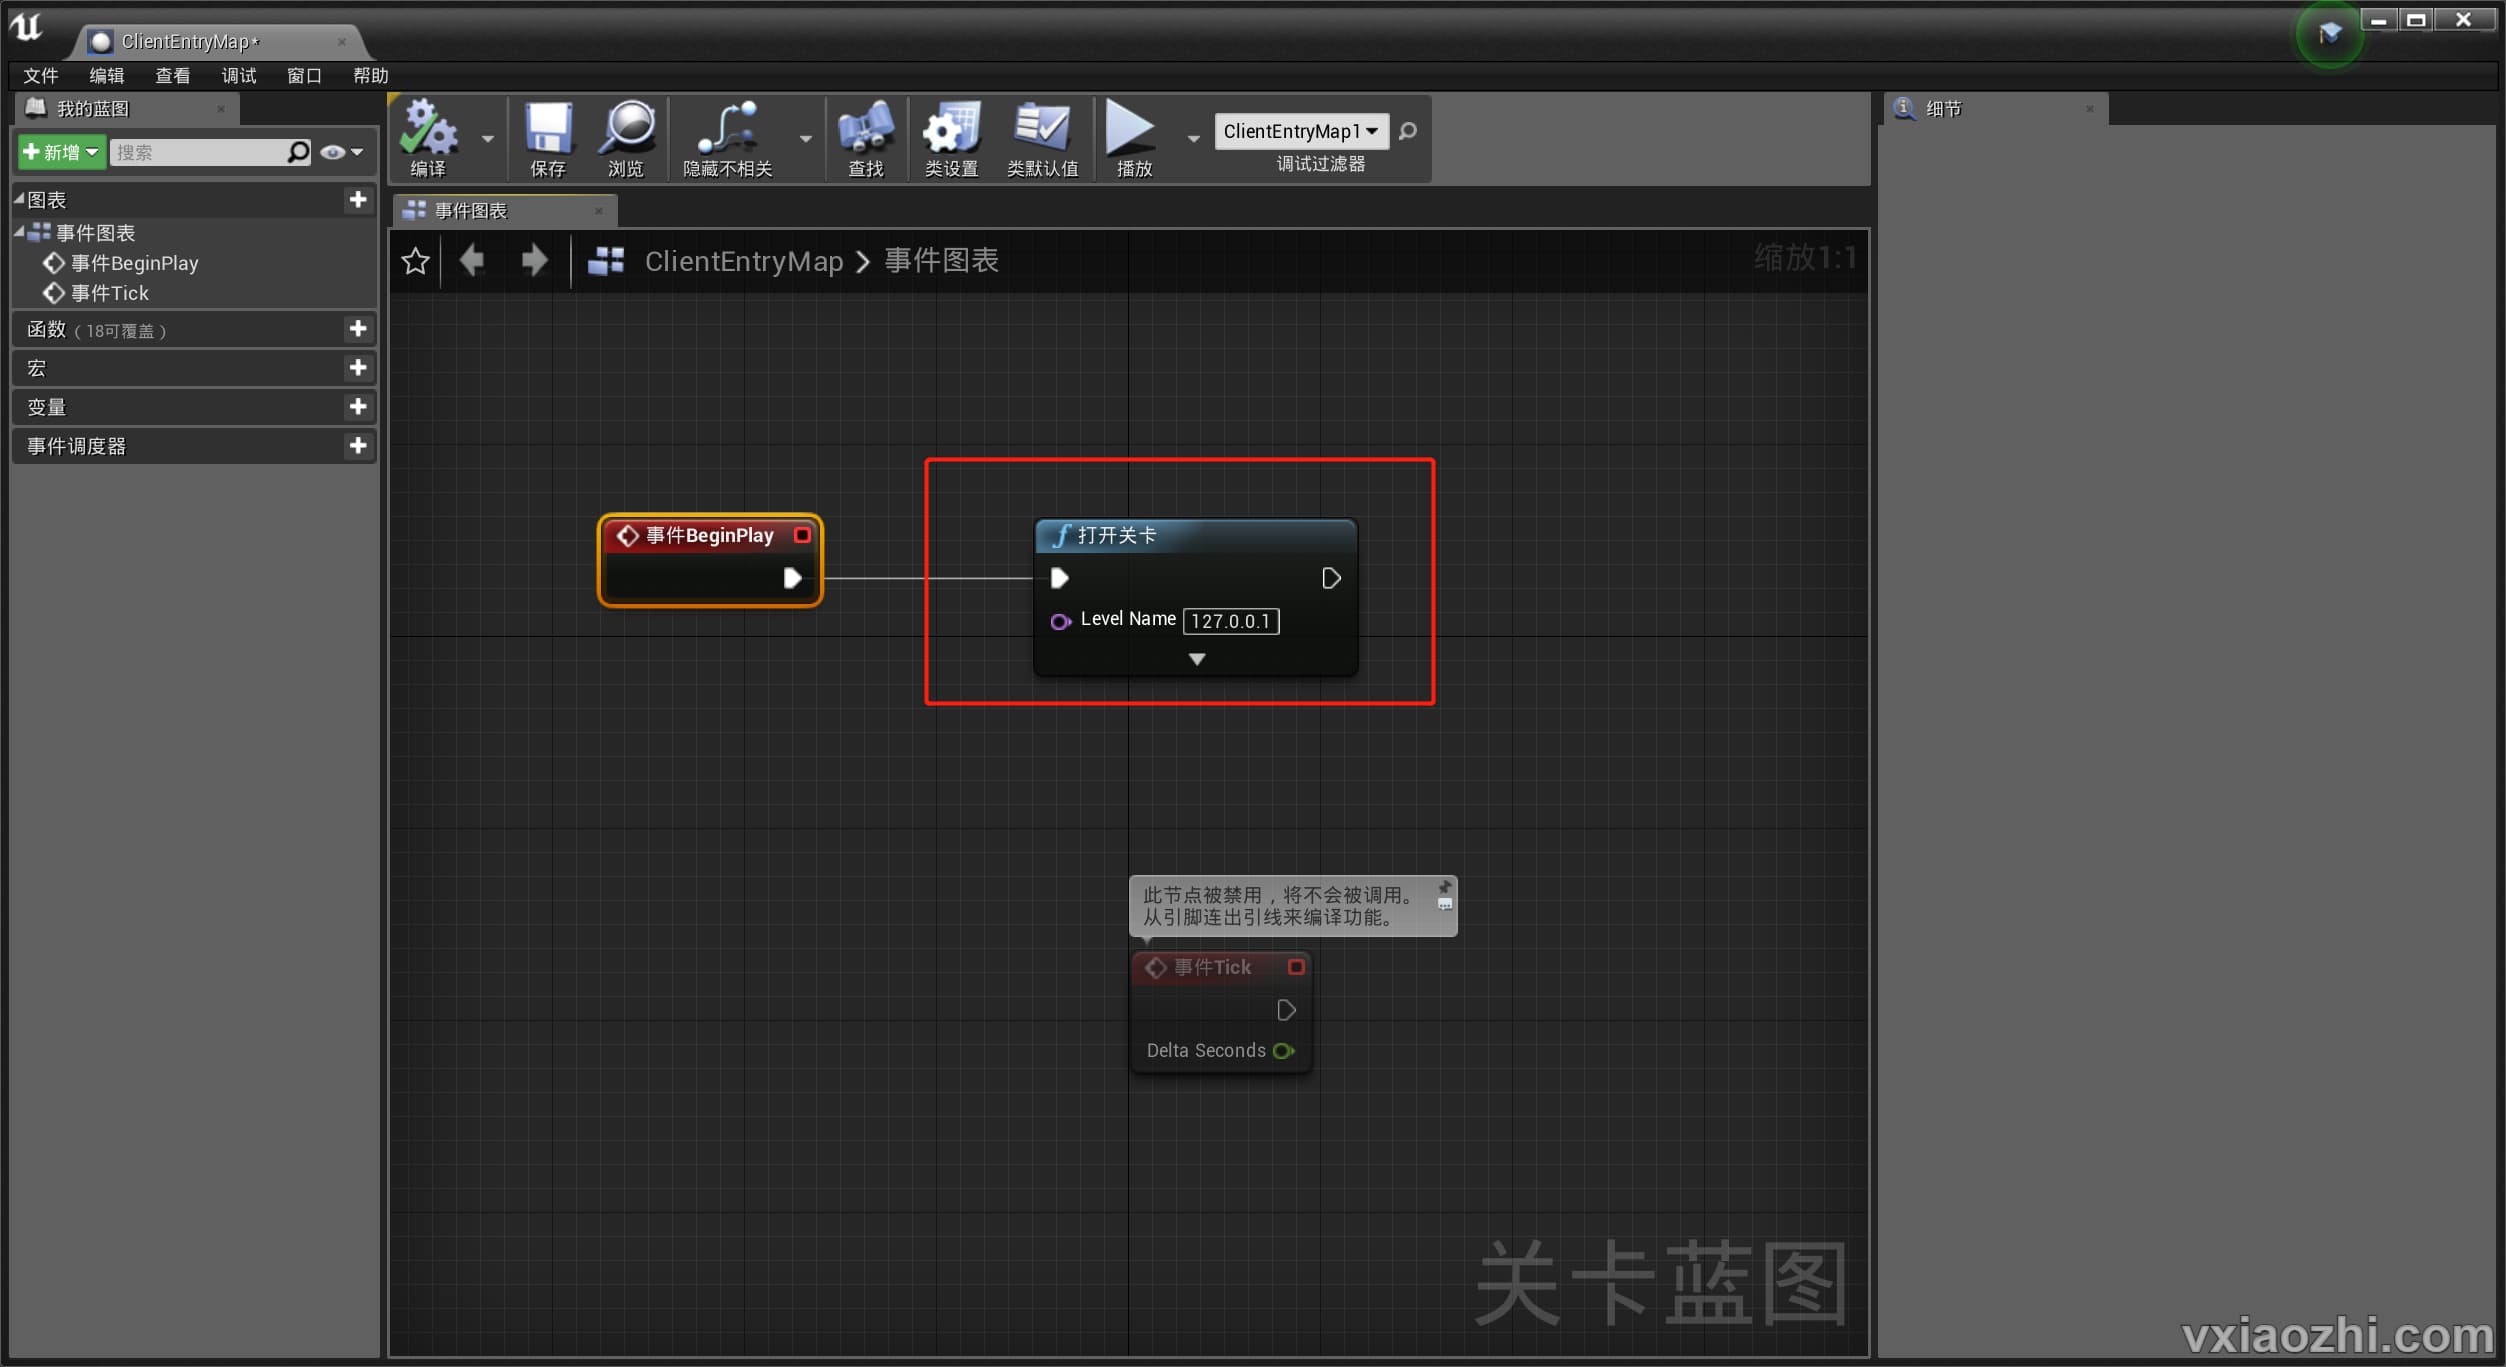 ClientEntryMap*
文件 编辑 查看 调试 窗口 帮助
我的蓝图
新增
搜索
图表
事件图表
事件BeginPlay
事件Tick
函数（18可覆盖）
宏
变量
事件调度器
编译
保存
浏览
隐藏不相关
查找
类设置
类默认值
播放
ClientEntryMap1
调试过滤器
事件图表
ClientEntryMap > 事件图表
缩放1:1
事件BeginPlay
f 打开关卡
Level Name 127.0.0.1
此节点被禁用，将不会被调用。
从引脚连出引线来编译功能。
事件Tick
Delta Seconds
关卡蓝图
细节
vxiaozhi.com